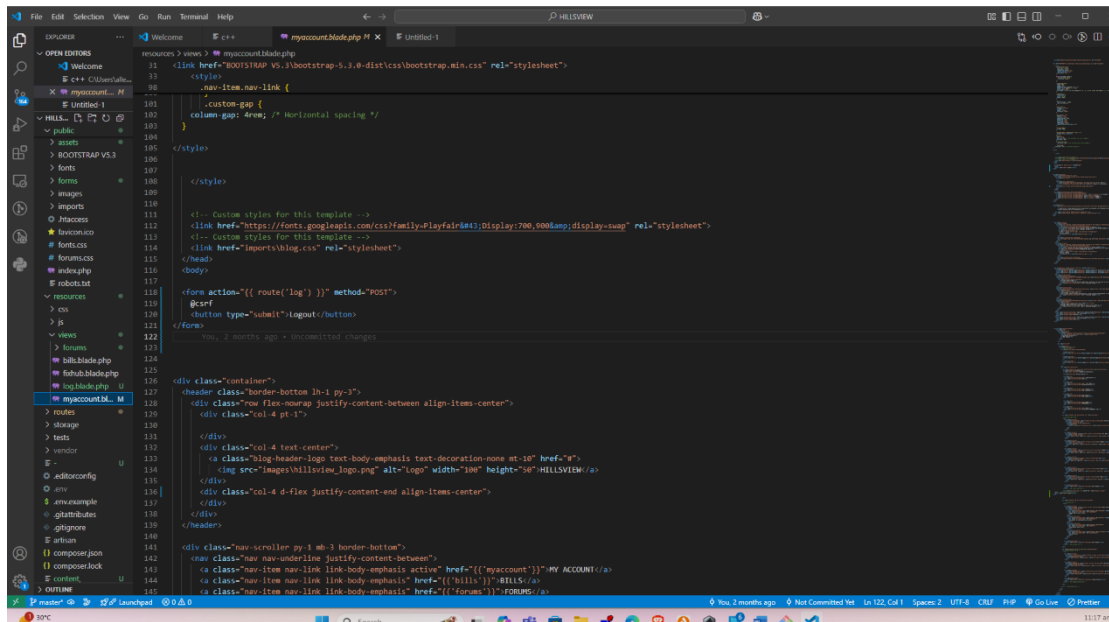 File Edit Selection View Go Run Terminal Help
HILLSVIEW
EXPLORER
Welcome
c++
myaccount.blade.php M
Untitled-1
OPEN EDITORS
Welcome
c++ C:\Users\alle...
myaccount.... M
Untitled-1
HILLS...
public
assets
BOOTSTRAP V5.3
fonts
forms
images
imports
.htaccess
favicon.ico
fonts.css
forums.css
index.php
robots.txt
resources
css
js
views
forums
bills.blade.php
fixhub.blade.php
log.blade.php U
myaccount.bl... M
routes
storage
tests
vendor
- U
.editorconfig
.env
.env.example
.gitattributes
.gitignore
artisan
composer.json
composer.lock
content, U
OUTLINE
resources > views > myaccount.blade.php
31 <link href="BOOTSTRAP V5.3\bootstrap-5.3.0-dist\css\bootstrap.min.css" rel="stylesheet">
33 <style>
98 .nav-item.nav-link {
101 .custom-gap {
102 column-gap: 4rem; /* Horizontal spacing */
103 }
104
105 </style>
106
107
108 </style>
109
110
111 <!-- Custom styles for this template -->
112 <link href="https://fonts.googleapis.com/css?family=Playfair&#43;Display:700,900&amp;display=swap" rel="stylesheet">
113 <!-- Custom styles for this template -->
114 <link href="imports\blog.css" rel="stylesheet">
115 </head>
116 <body>
117
118 <form action="{{ route('log') }}" method="POST">
119 @csrf
120 <button type="submit">Logout</button>
121 </form>
122 You, 2 months ago • Uncommitted changes
123
124
125
126 <div class="container">
127 <header class="border-bottom lh-1 py-3">
128 <div class="row flex-nowrap justify-content-between align-items-center">
129 <div class="col-4 pt-1">
130
131 </div>
132 <div class="col-4 text-center">
133 <a class="blog-header-logo text-body-emphasis text-decoration-none mt-10" href="#">
134 <img src="images\hillsview_logo.png" alt="Logo" width="100" height="50">HILLSVIEW</a>
135 </div>
136 <div class="col-4 d-flex justify-content-end align-items-center">
137 </div>
138 </div>
139 </header>
140
141 <div class="nav-scroller py-1 mb-3 border-bottom">
142 <nav class="nav nav-underline justify-content-between">
143 <a class="nav-item nav-link link-body-emphasis active" href="{{'myaccount'}}">MY ACCOUNT</a>
144 <a class="nav-item nav-link link-body-emphasis" href="{{'bills'}}">BILLS</a>
145 <a class="nav-item nav-link link-body-emphasis" href="{{'forums'}}">FORUMS</a>
master* Launchpad 0 0 0 You, 2 months ago Not Committed Yet Ln 122, Col 1 Spaces: 2 UTF-8 CRLF PHP Go Live Prettier
30°C Search 11:17 am